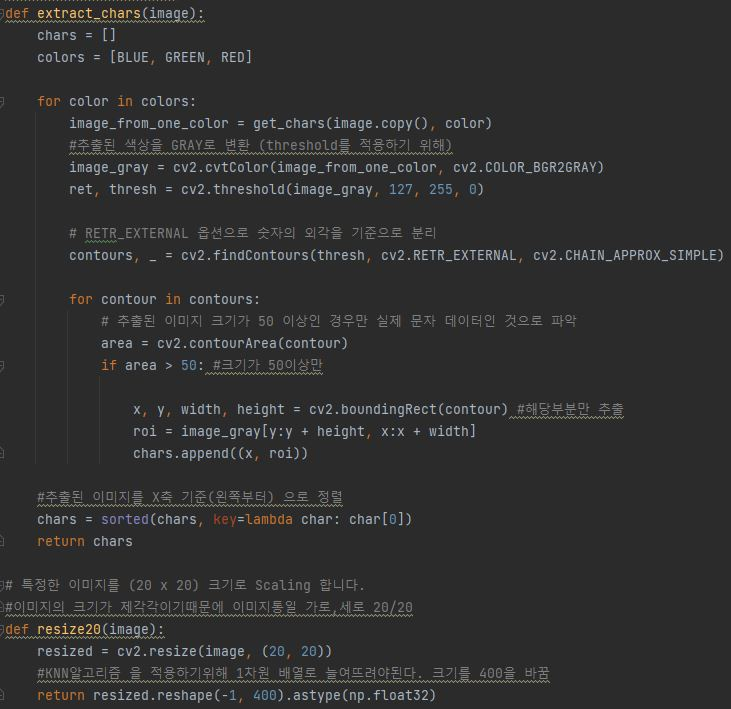 def extract_chars(image):
    chars = []
    colors = [BLUE, GREEN, RED]
    for color in colors:
        image_from_one_color = get_chars(image.copy(), color)
        #추출된 색상을 GRAY로 변환 (threshold를 적용하기 위해)
        image_gray = cv2.cvtColor(image_from_one_color, cv2.COLOR_BGR2GRAY)
        ret, thresh = cv2.threshold(image_gray, 127, 255, 0)
        # RETR_EXTERNAL 옵션으로 숫자의 외각을 기준으로 분리
        contours, _ = cv2.findContours(thresh, cv2.RETR_EXTERNAL, cv2.CHAIN_APPROX_SIMPLE)
        for contour in contours:
            # 추출된 이미지 크기가 50 이상인 경우만 실제 문자 데이터인 것으로 파악
            area = cv2.contourArea(contour)
            if area > 50: #크기가 50이상만
                x, y, width, height = cv2.boundingRect(contour) #해당부분만 추출
                roi = image_gray[y:y + height, x:x + width]
                chars.append((x, roi))
    #추출된 이미지를 X축 기준(왼쪽부터) 으로 정렬
    chars = sorted(chars, key=lambda char: char[0])
    return chars
# 특정한 이미지를 (20 x 20) 크기로 Scaling 합니다.
#이미지의 크기가 제각각이기때문에 이미지통일 가로,세로 20/20
def resize20(image):
    resized = cv2.resize(image, (20, 20))
    #KNN알고리즘 을 적용하기위해 1차원 배열로 늘어뜨려야된다. 크기를 400을 바꿈
    return resized.reshape(-1, 400).astype(np.float32)